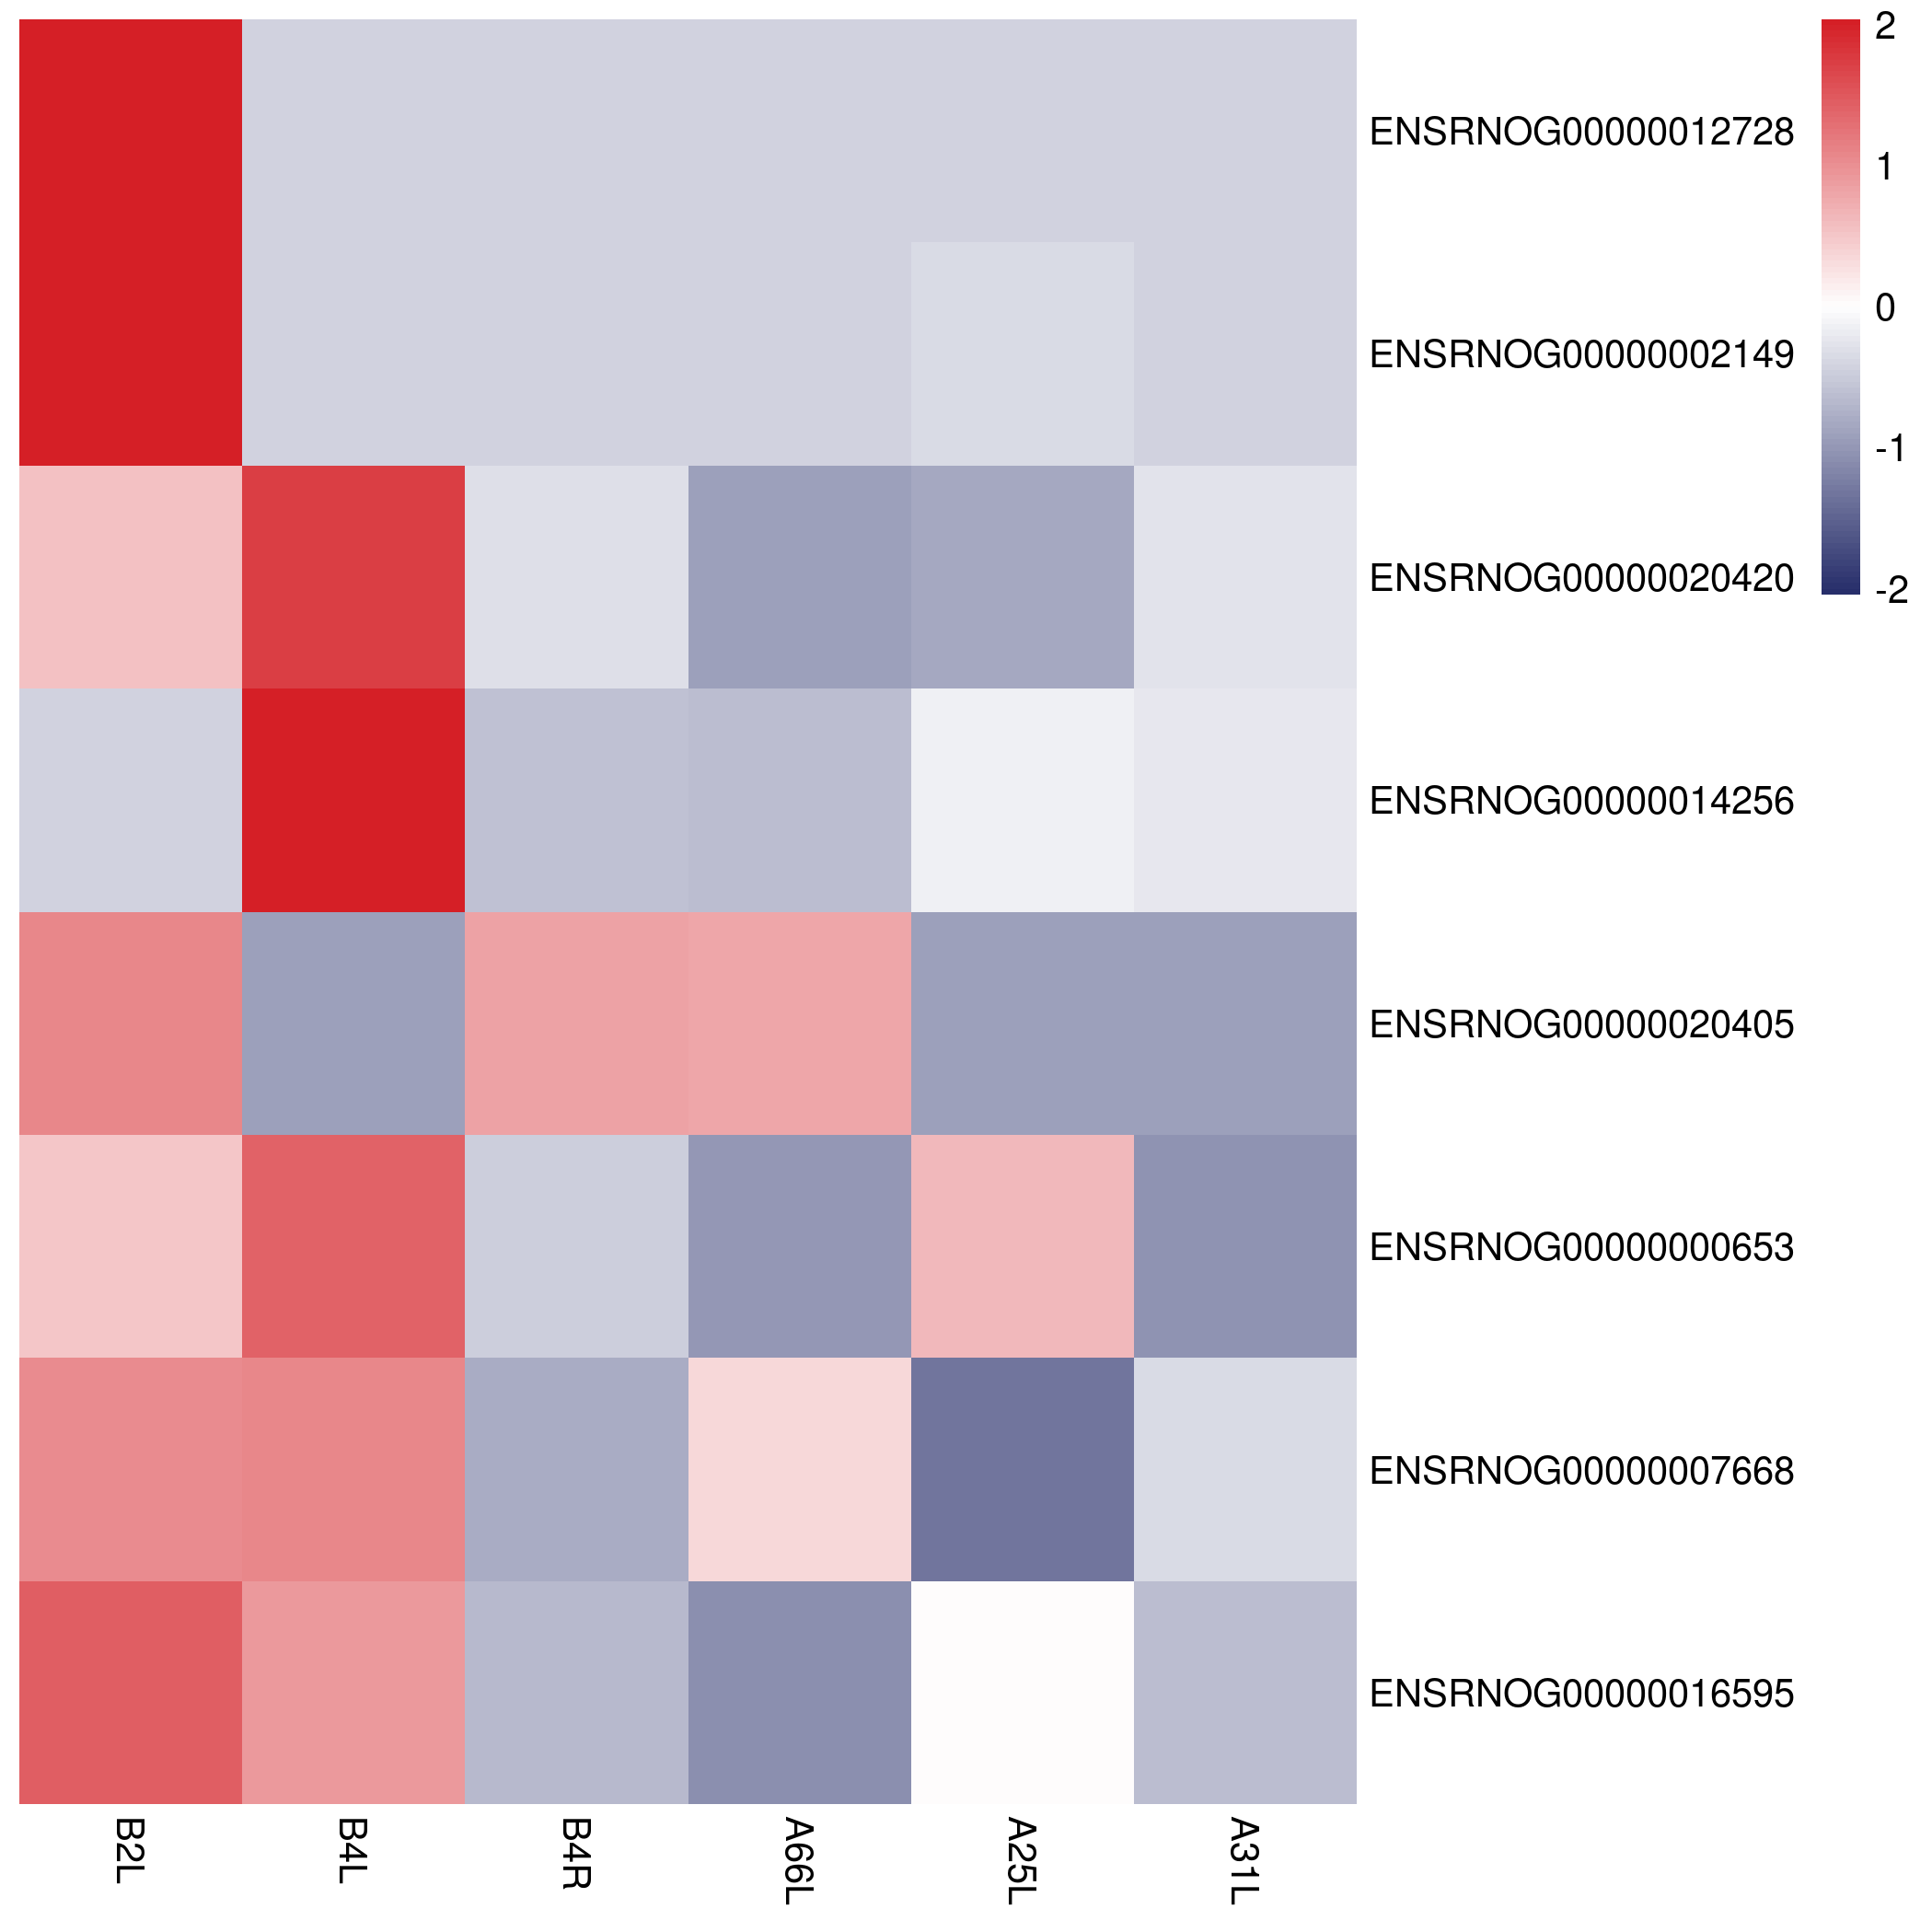 ENSRNOG00000012728
ENSRNOG00000002149
ENSRNOG00000020420
ENSRNOG00000014256
ENSRNOG00000020405
ENSRNOG00000000653
ENSRNOG00000007668
ENSRNOG00000016595
2
1
0
-1
-2
B2L
B4L
B4R
A66L
A25L
A31L